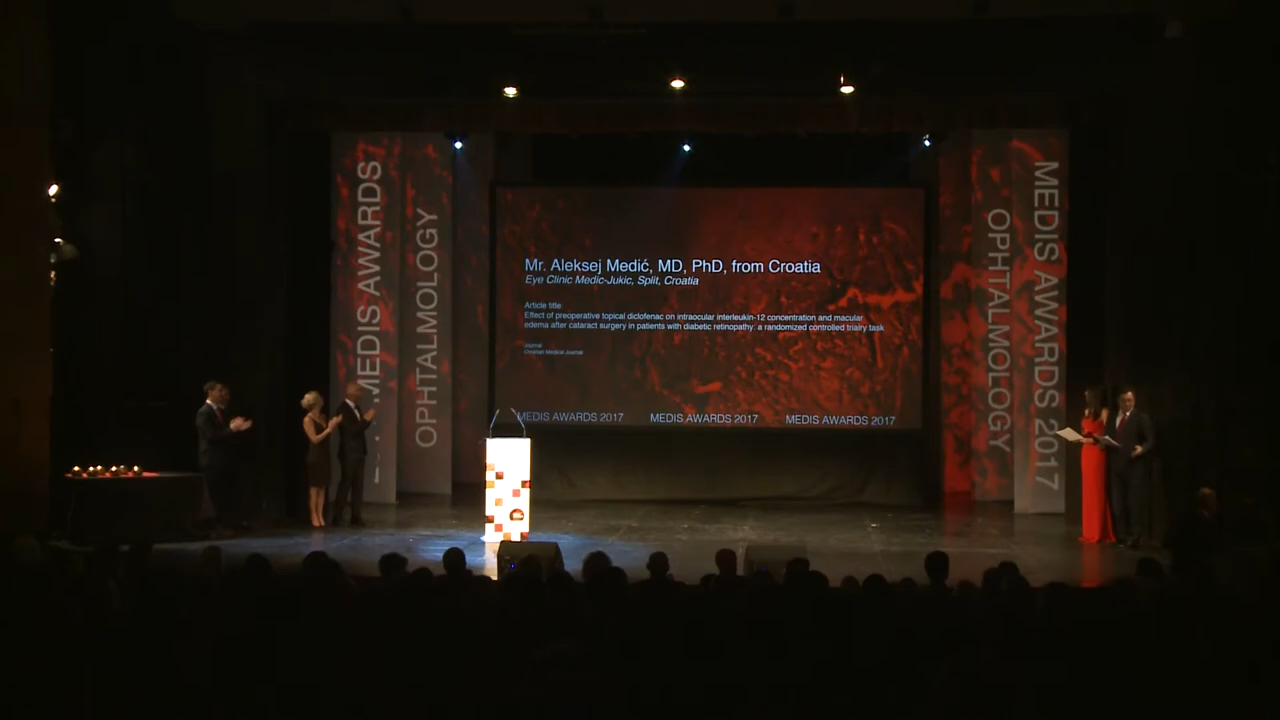 MEDIS AWARDS
OPHTALMOLOGY
Mr. Aleksej Medić, MD, PhD, from Croatia
Eye Clinic Medic-Jukic, Split, Croatia
Article title:
Effect of preoperative topical diclofenac on intraocular interleukin-12 concentration and macular
edema after cataract surgery in patients with diabetic retinopathy: a randomized controlled trialry task
Journal
Croatian Medical Journal
MEDIS AWARDS 2017 MEDIS AWARDS 2017 MEDIS AWARDS 2017
OPHTALMOLOGY
MEDIS AWARDS 2017